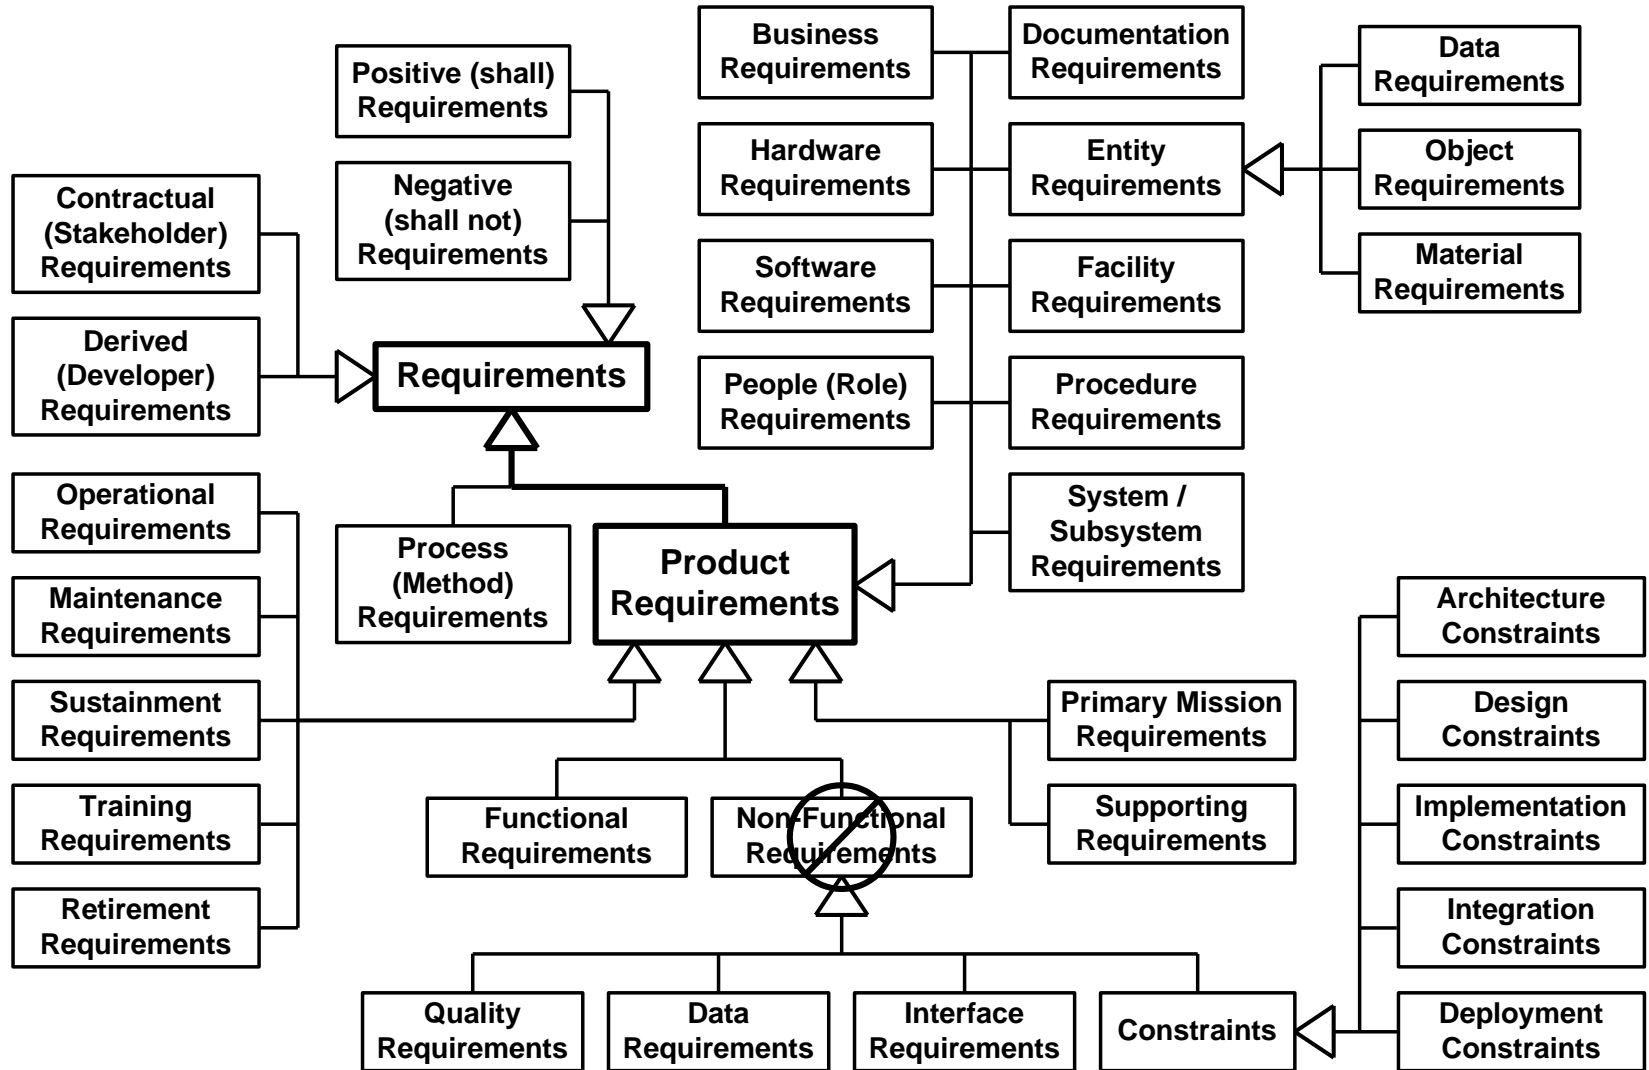 Business
Requirements
Documentation
Requirements
Data
Requirements
Positive (shall)
Requirements
Hardware
Requirements
Entity
Requirements
Object
Requirements
Negative
(shall not)
Requirements
Contractual
(Stakeholder)
Requirements
Software
Requirements
Facility
Requirements
Material
Requirements
Derived
(Developer)
Requirements
Requirements
People (Role)
Requirements
Procedure
Requirements
Operational
Requirements
Process
(Method)
Requirements
Product
Requirements
System /
Subsystem
Requirements
Maintenance
Requirements
Architecture
Constraints
Sustainment
Requirements
Primary Mission
Requirements
Design
Constraints
Training
Requirements
Functional
Requirements
Non-Functional
Requirements
Supporting
Requirements
Implementation
Constraints
Retirement
Requirements
Integration
Constraints
Quality
Requirements
Data
Requirements
Interface
Requirements
Constraints
Deployment
Constraints